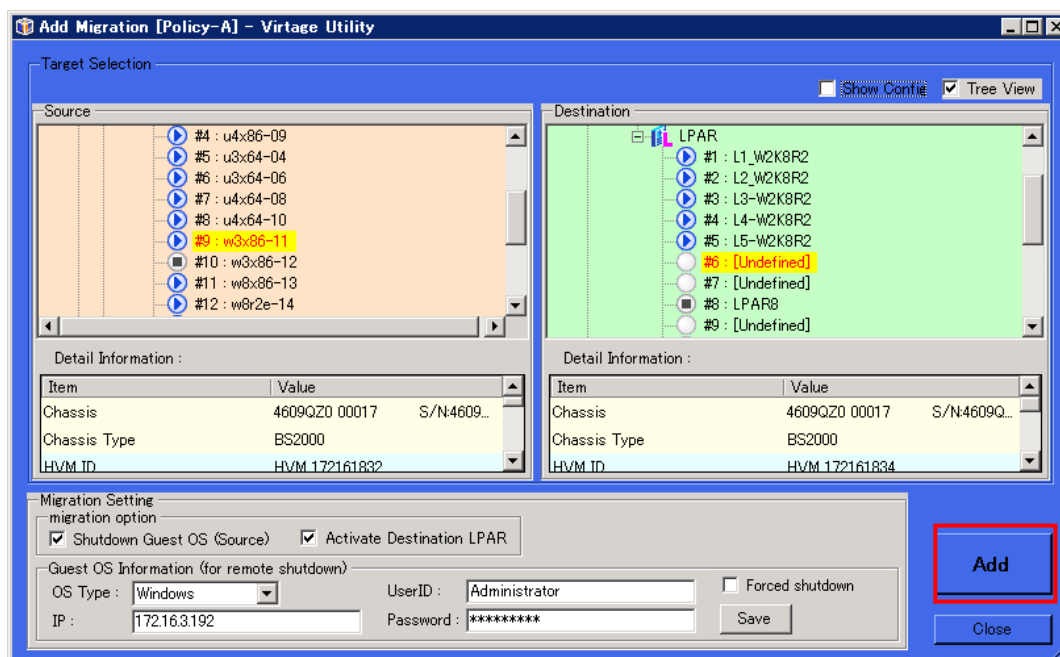 Add Migration [Policy-A] - Virtage Utility
Target Selection
Show Config Tree View
Source
#4 : u4x86-09
#5 : u3x64-04
#6 : u3x64-06
#7 : u4x64-08
#8 : u4x64-10
#9 : w3x86-11
#10 : w3x86-12
#11 : w8x86-13
#12 : w8r2e-14
Detail Information :
Item Value
Chassis 4609QZ0 00017 S/N:4609...
Chassis Type BS2000
HVM ID HVM 172161832
Destination
LPAR
#1 : L1_W2K8R2
#2 : L2_W2K8R2
#3 : L3-W2K8R2
#4 : L4-W2K8R2
#5 : L5-W2K8R2
#6 : [Undefined]
#7 : [Undefined]
#8 : LPAR8
#9 : [Undefined]
Detail Information :
Item Value
Chassis 4609QZ0 00017 S/N:4609Q...
Chassis Type BS2000
HVM ID HVM 172161834
Migration Setting
migration option
Shutdown Guest OS (Source) Activate Destination LPAR
Guest OS Information (for remote shutdown)
OS Type : Windows UserID : Administrator Forced shutdown
IP : 172.16.3.192 Password : ********* Save
Add
Close